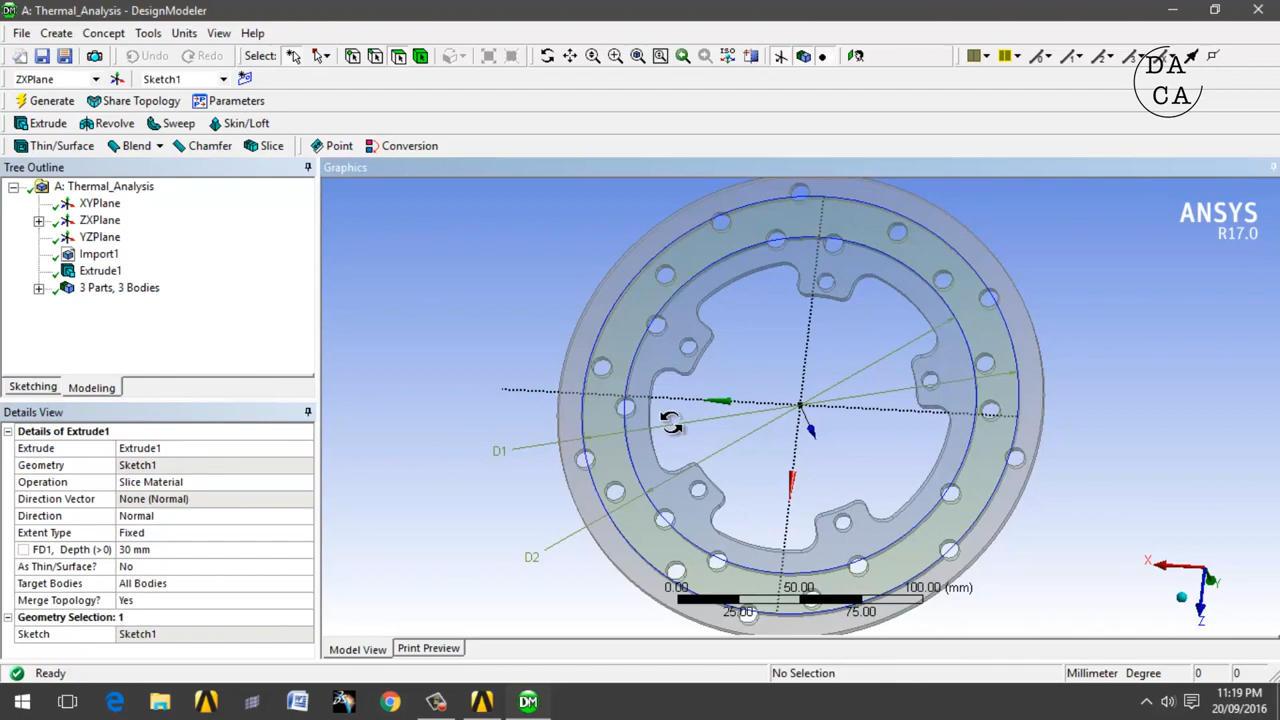 A: Thermal_Analysis - DesignModeler
File Create Concept Tools Units View Help
Undo Redo Select:
ZXPlane Sketch1
Generate Share Topology Parameters
Extrude Revolve Sweep Skin/Loft
Thin/Surface Blend Chamfer Slice Point Conversion
DA
CA
Tree Outline
A: Thermal_Analysis
XYPlane
ZXPlane
YZPlane
Import1
Extrude1
3 Parts, 3 Bodies
Sketching Modeling
Details View
Details of Extrude1
Extrude Extrude1
Geometry Sketch1
Operation Slice Material
Direction Vector None (Normal)
Direction Normal
Extent Type Fixed
FD1, Depth (>0) 30 mm
As Thin/Surface? No
Target Bodies All Bodies
Merge Topology? Yes
Geometry Selection: 1
Sketch Sketch1
Graphics
ANSYS
R17.0
D1
D2
0.00 50.00 100.00 (mm)
25.00 75.00
X
Y
Z
Model View Print Preview
Ready No Selection Millimeter Degree 0 0
11:19 PM
20/09/2016